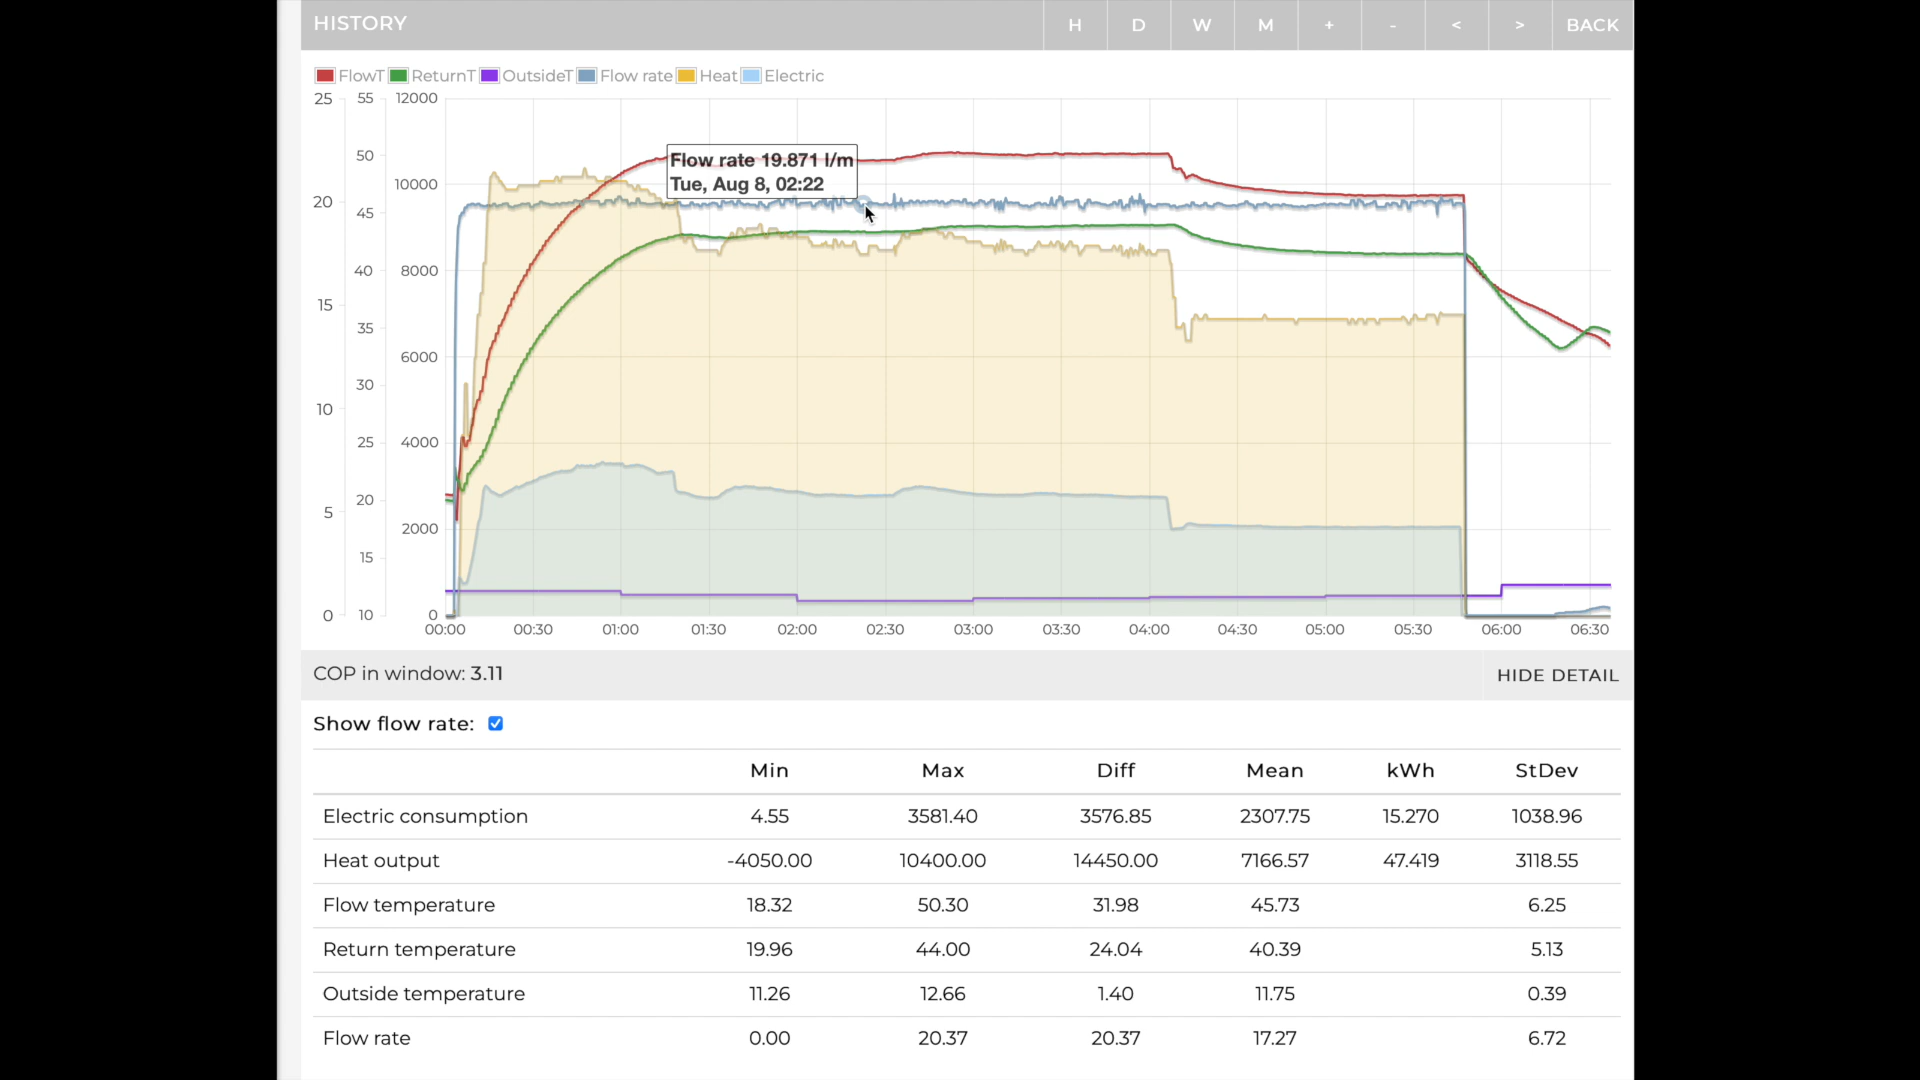 HISTORY H D W M + - < > BACK
FlowT ReturnT OutsideT Flow rate Heat Electric
25 55 12000
50
10000
20
45
8000
40
15
35
6000
30
10
4000
25
20
5
2000
15
0 10 0
00:00 00:30 01:00 01:30 02:00 02:30 03:00 03:30 04:00 04:30 05:00 05:30 06:00 06:30
Flow rate 19.871 l/m
Tue, Aug 8, 02:22
COP in window: 3.11 HIDE DETAIL
Show flow rate:
Min Max Diff Mean kWh StDev
Electric consumption 4.55 3581.40 3576.85 2307.75 15.270 1038.96
Heat output -4050.00 10400.00 14450.00 7166.57 47.419 3118.55
Flow temperature 18.32 50.30 31.98 45.73 6.25
Return temperature 19.96 44.00 24.04 40.39 5.13
Outside temperature 11.26 12.66 1.40 11.75 0.39
Flow rate 0.00 20.37 20.37 17.27 6.72